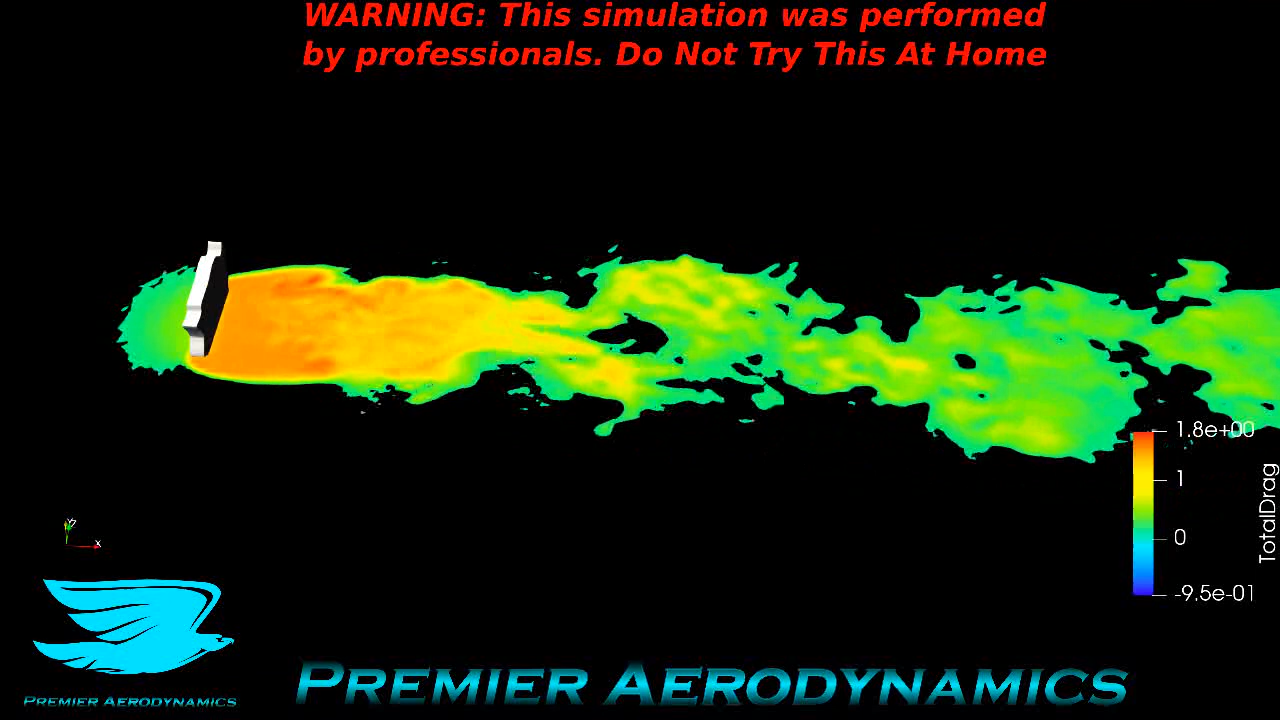 WARNING: This simulation was performed
by professionals. Do Not Try This At Home
1.8e+00
1
0
-9.5e-01
TotalDrag
X
PREMIER AERODYNAMICS
PREMIER AERODYNAMICS